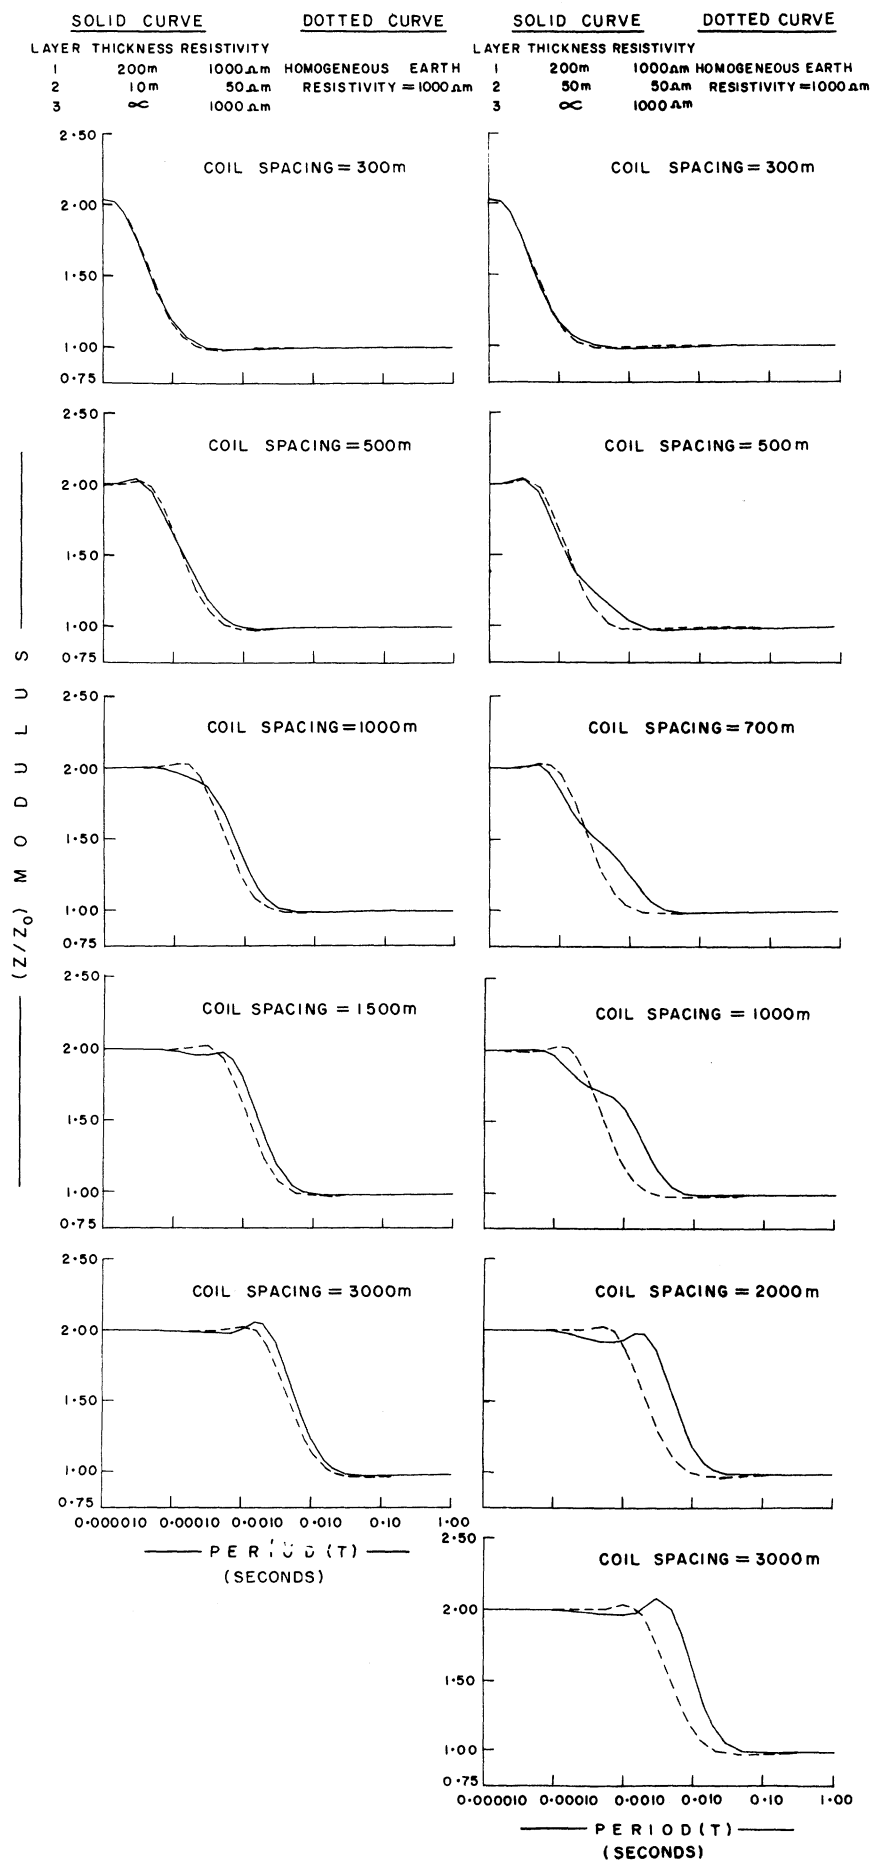 SOLID CURVE DOTTED CURVE SOLID CURVE DOTTED CURVE
LAYER THICKNESS RESISTIVITY LAYER THICKNESS RESISTIVITY
1 200m 1000Ωm HOMOGENEOUS EARTH 1 200m 1000Ωm HOMOGENEOUS EARTH
2 10m 50Ωm RESISTIVITY = 1000Ωm 2 50m 50Ωm RESISTIVITY = 1000Ωm
3 ∝ 1000Ωm 3 ∝ 1000Ωm
2·50
COIL SPACING = 300m COIL SPACING = 300m
2·00
1·50
1·00
0·75
2·50
COIL SPACING = 500m COIL SPACING = 500m
2·00
1·50
1·00
0·75
2·50
COIL SPACING = 1000m COIL SPACING = 700m
2·00
1·50
1·00
0·75
(Z/Z0) MODULUS
2·50
COIL SPACING = 1500m COIL SPACING = 1000m
2·00
1·50
1·00
0·75
2·50
COIL SPACING = 3000m COIL SPACING = 2000m
2·00
1·50
1·00
0·75
0·000010 0·00010 0·0010 0·010 0·10 1·00
PERIOD (T)
(SECONDS)
2·50
COIL SPACING = 3000m
2·00
1·50
1·00
0·75
0·000010 0·00010 0·0010 0·010 0·10 1·00
PERIOD (T)
(SECONDS)